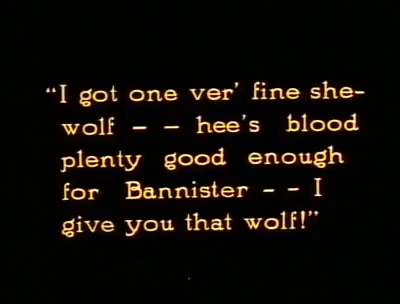 “I got one ver' fine she-
wolf - - hee's blood
plenty good enough
for Bannister - - I
give you that wolf!”